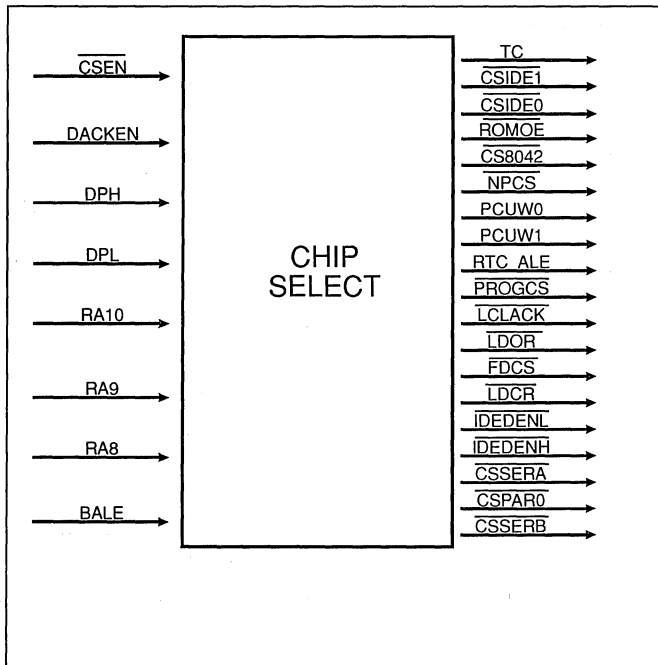 CSEN
DACKEN
DPH
DPL
RA10
RA9
RA8
BALE
CHIP
SELECT
TC
CSIDE1
CSIDE0
ROMOE
CS8042
NPCS
PCUW0
PCUW1
RTC ALE
PROGCS
LCLACK
LDOR
FDCS
LDCR
IDEDENL
IDEDENH
CSSERA
CSPAR0
CSSERB